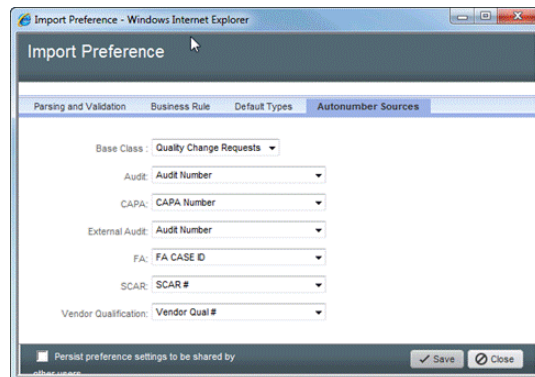 Import Preference - Windows Internet Explorer
Import Preference
Parsing and Validation Business Rule Default Types Autonumber Sources
Base Class : Quality Change Requests
Audit: Audit Number
CAPA: CAPA Number
External Audit: Audit Number
FA: FA CASE ID
SCAR: SCAR #
Vendor Qualification: Vendor Qual #
Persist preference settings to be shared by
other users
Save Close